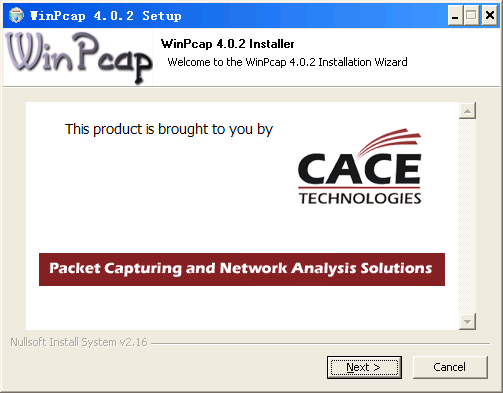 WinPcap 4.0.2 Setup
WinPcap
WinPcap 4.0.2 Installer
Welcome to the WinPcap 4.0.2 Installation Wizard
This product is brought to you by
CACE
TECHNOLOGIES
Packet Capturing and Network Analysis Solutions
Nullsoft Install System v2.16
Next >
Cancel